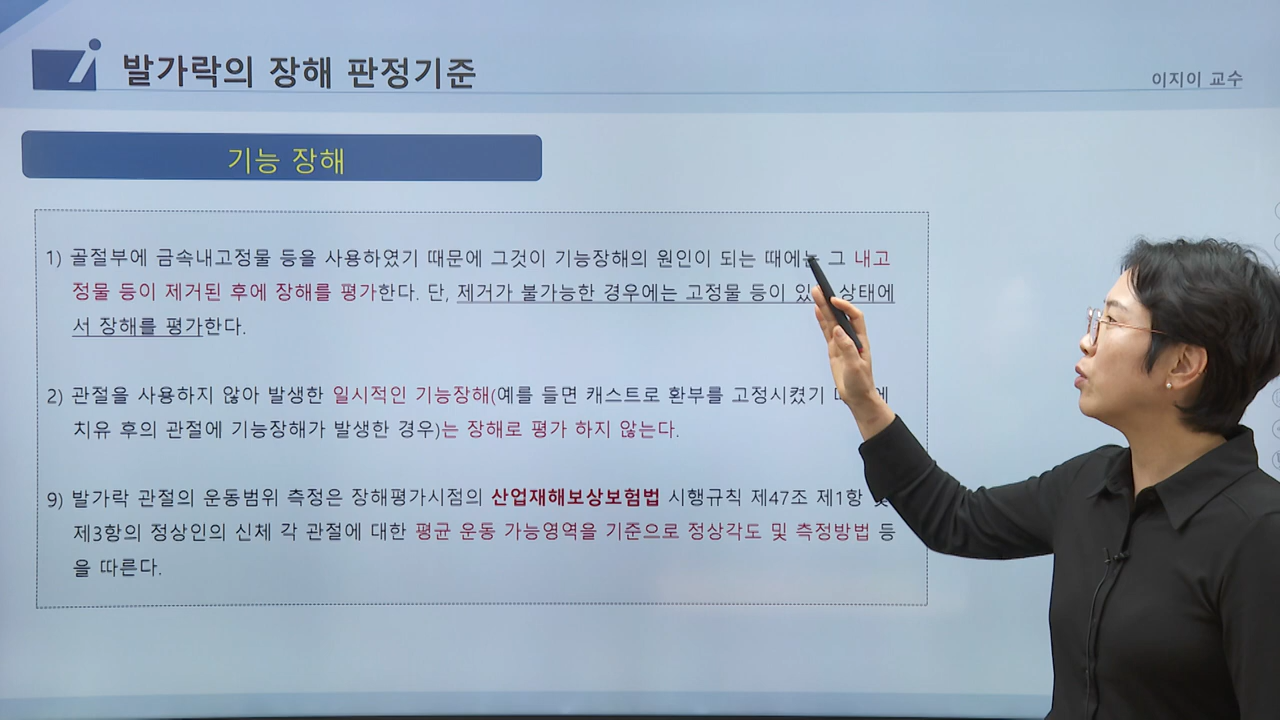 발가락의 장해 판정기준
이지이 교수
기능 장해
1) 골절부에 금속내고정물 등을 사용하였기 때문에 그것이 기능장해의 원인이 되는 때에는 그 내고
정물 등이 제거된 후에 장해를 평가한다. 단, 제거가 불가능한 경우에는 고정물 등이 있는 상태에
서 장해를 평가한다.
2) 관절을 사용하지 않아 발생한 일시적인 기능장해(예를 들면 캐스트로 환부를 고정시켰기
치유 후의 관절에 기능장해가 발생한 경우)는 장해로 평가 하지 않는다.
9) 발가락 관절의 운동범위 측정은 장해평가시점의 산업재해보상보험법 시행규칙 제47조 제1항
제3항의 정상인의 신체 각 관절에 대한 평균 운동 가능영역을 기준으로 정상각도 및 측정방법 등
을 따른다.